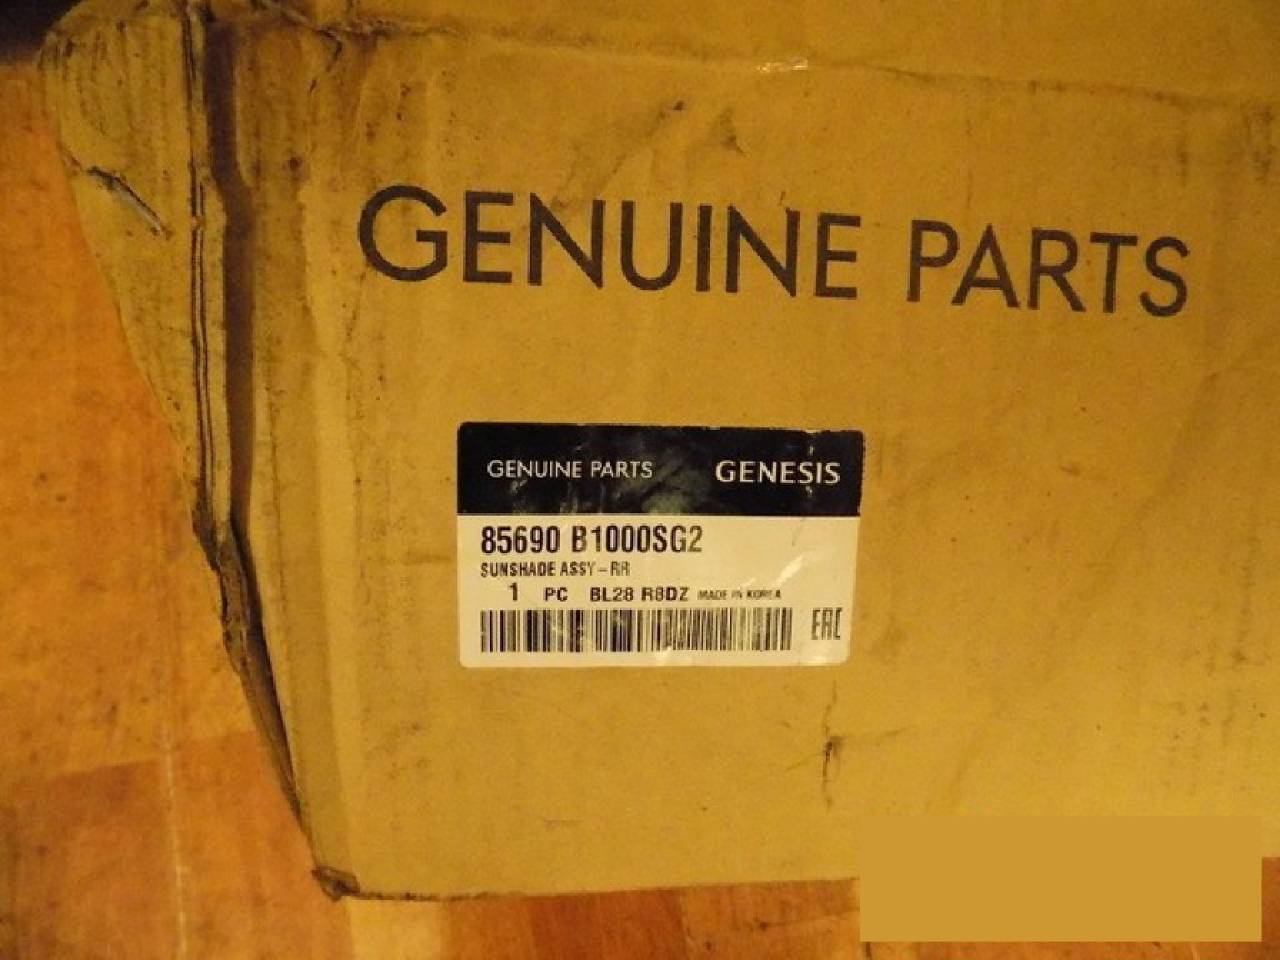 GENUINE PARTS
GENUINE PARTS GENESIS
85690 B1000SG2
SUNSHADE ASSY-RR
1 PC BL28 R8DZ MADE IN KOREA
EAC